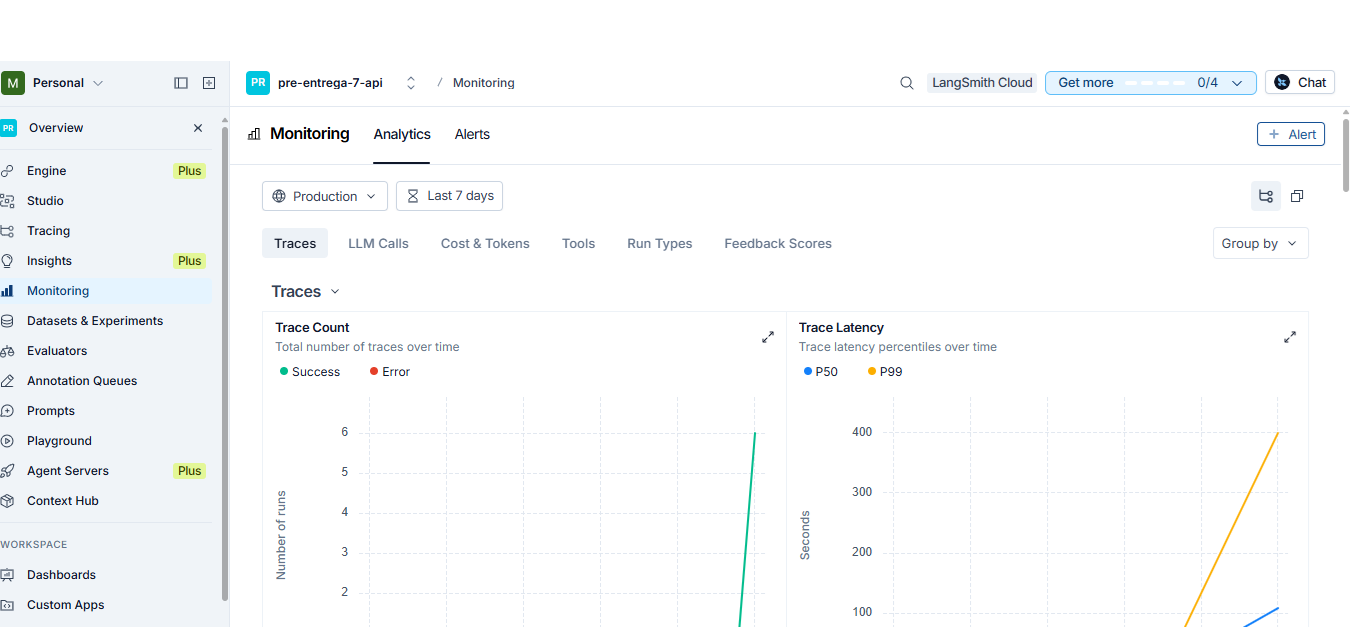 M Personal
PR pre-entrega-7-api / Monitoring
LangSmith Cloud
Get more 0/4
Chat
PR Overview
Engine Plus
Studio
Tracing
Insights Plus
Monitoring
Datasets & Experiments
Evaluators
Annotation Queues
Prompts
Playground
Agent Servers Plus
Context Hub
WORKSPACE
Dashboards
Custom Apps
Monitoring Analytics Alerts
+ Alert
Production Last 7 days
Traces LLM Calls Cost & Tokens Tools Run Types Feedback Scores
Group by
Traces
Trace Count
Total number of traces over time
Success Error
Number of runs
6
5
4
3
2
Trace Latency
Trace latency percentiles over time
P50 P99
Seconds
400
300
200
100